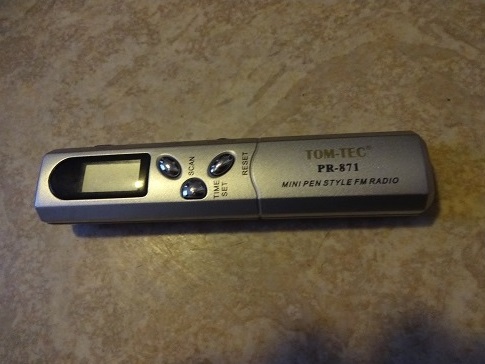 SCAN
TIME
SET
RESET
TOM-TEC®
PR-871
MINI PEN STYLE FM RADIO